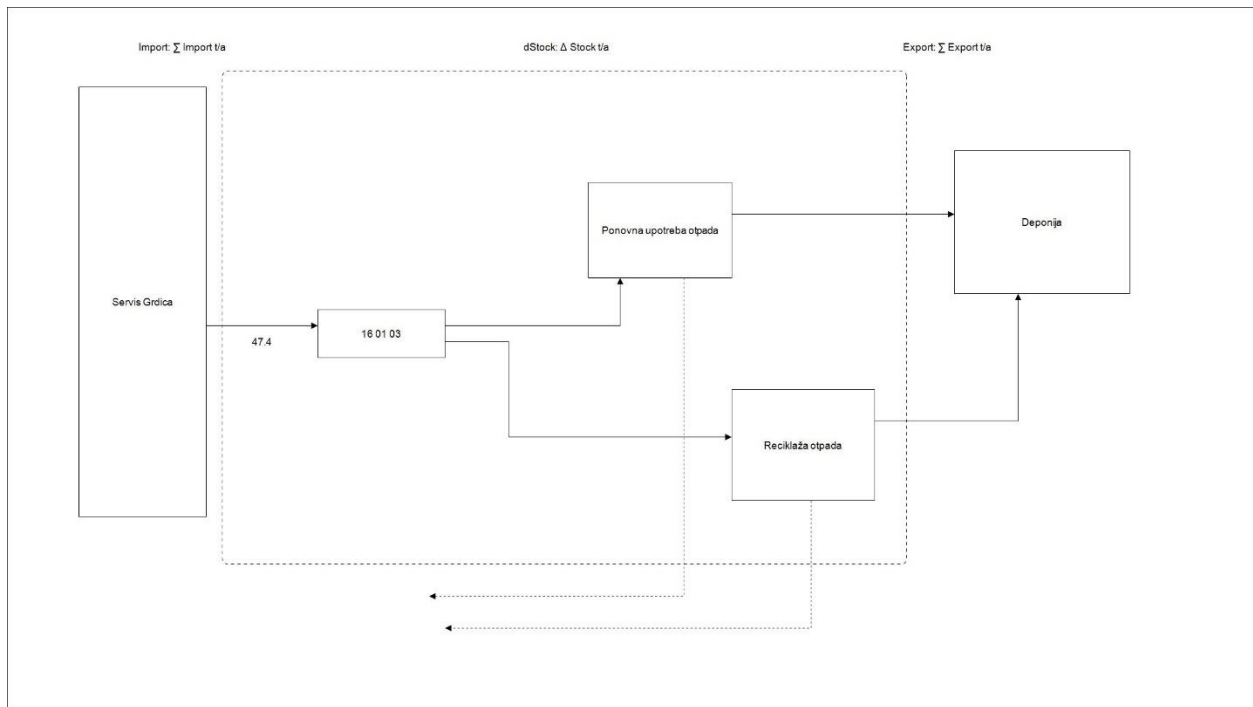 Import: ∑ Import t/a
dStock: Δ Stock t/a
Export: ∑ Export t/a
Ponovna upotreba otpada
Deponija
Servis Grdica
16 01 03
47.4
Reciklaža otpada